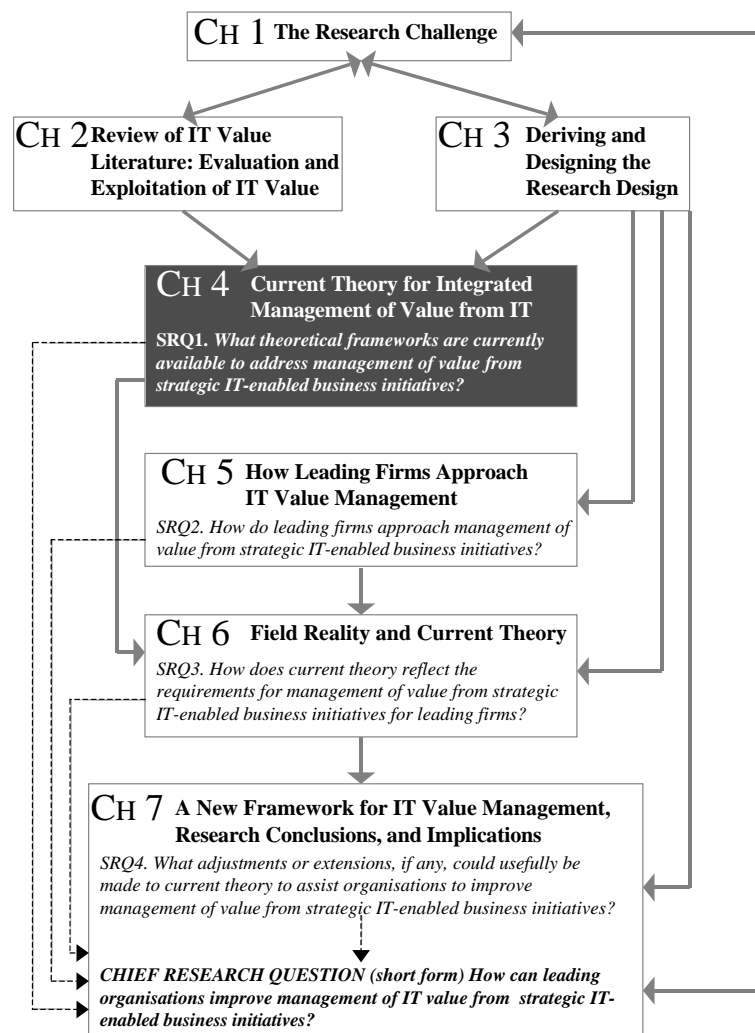 CH 1 The Research Challenge
CH 2 Review of IT Value
Literature: Evaluation and
Exploitation of IT Value
CH 3 Deriving and
Designing the
Research Design
CH 4 Current Theory for Integrated
Management of Value from IT
SRQ1. What theoretical frameworks are currently
available to address management of value from
strategic IT-enabled business initiatives?
CH 5 How Leading Firms Approach
IT Value Management
SRQ2. How do leading firms approach management of
value from strategic IT-enabled business initiatives?
CH 6 Field Reality and Current Theory
SRQ3. How does current theory reflect the
requirements for management of value from strategic
IT-enabled business initiatives for leading firms?
CH 7 A New Framework for IT Value Management,
Research Conclusions, and Implications
SRQ4. What adjustments or extensions, if any, could usefully be
made to current theory to assist organisations to improve
management of value from strategic IT-enabled business initiatives?
CHIEF RESEARCH QUESTION (short form) How can leading
organisations improve management of IT value from strategic IT-
enabled business initiatives?